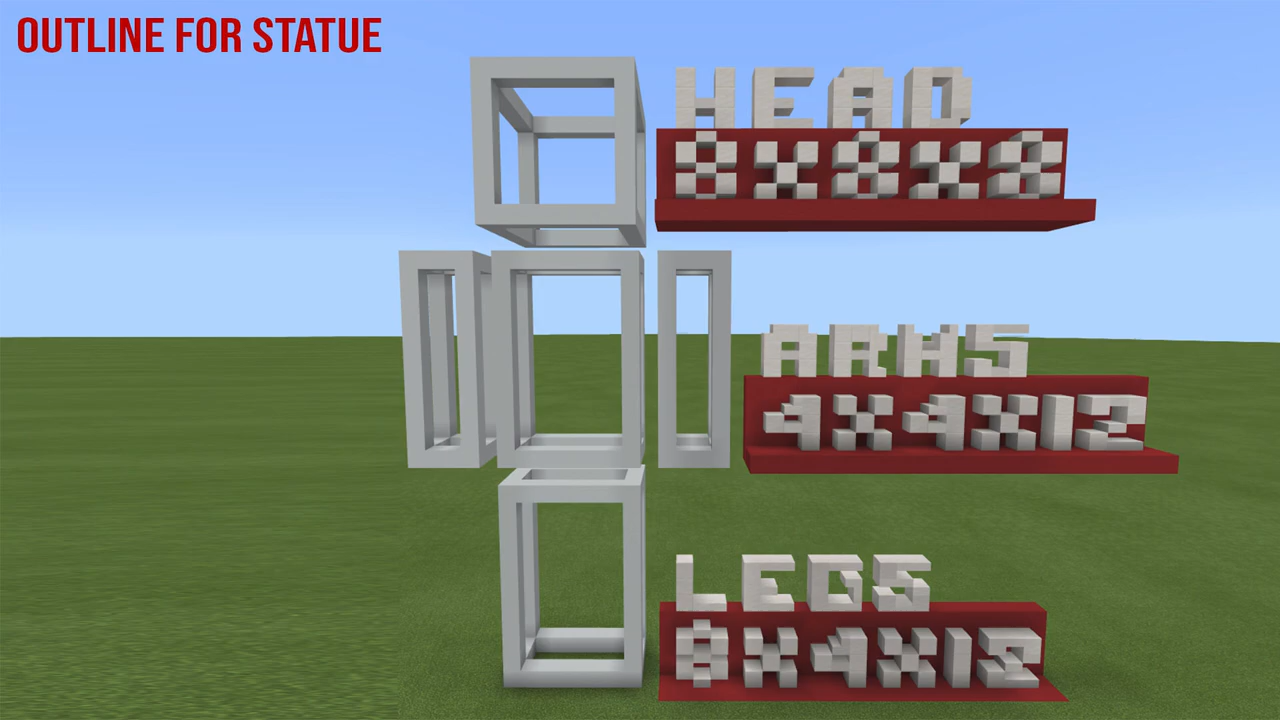 OUTLINE FOR STATUE
HEAD
8x8x8
ARMS
4X4X12
LEGS
8X4X12